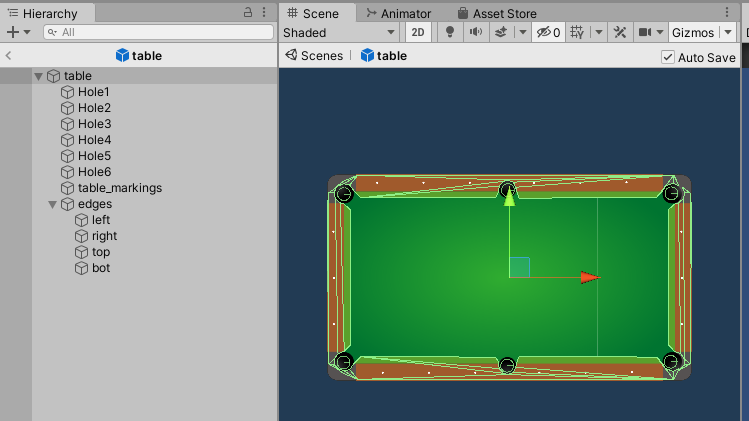 Hierarchy
Scene Animator Asset Store
All
Shaded 2D 0 Gizmos
table
Scenes table Auto Save
table
Hole1
Hole2
Hole3
Hole4
Hole5
Hole6
table_markings
edges
left
right
top
bot